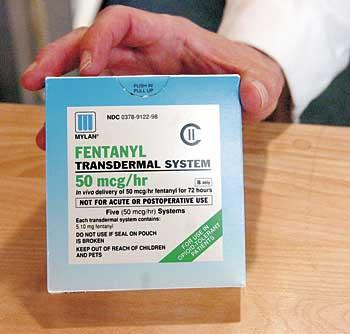 PUSH IN
PULL UP
NDC 0378-9122-98
MYLAN®
CII
FENTANYL
TRANSDERMAL SYSTEM
50 mcg/hr
℞ only
In vivo delivery of 50 mcg/hr fentanyl for 72 hours
NOT FOR ACUTE OR POSTOPERATIVE USE
Five (50 mcg/hr) Systems
Each transdermal system contains:
5.10 mg fentanyl
DO NOT USE IF SEAL ON POUCH
IS BROKEN
KEEP OUT OF REACH OF CHILDREN
AND PETS
FOR USE IN
OPIOID-TOLERANT
PATIENTS